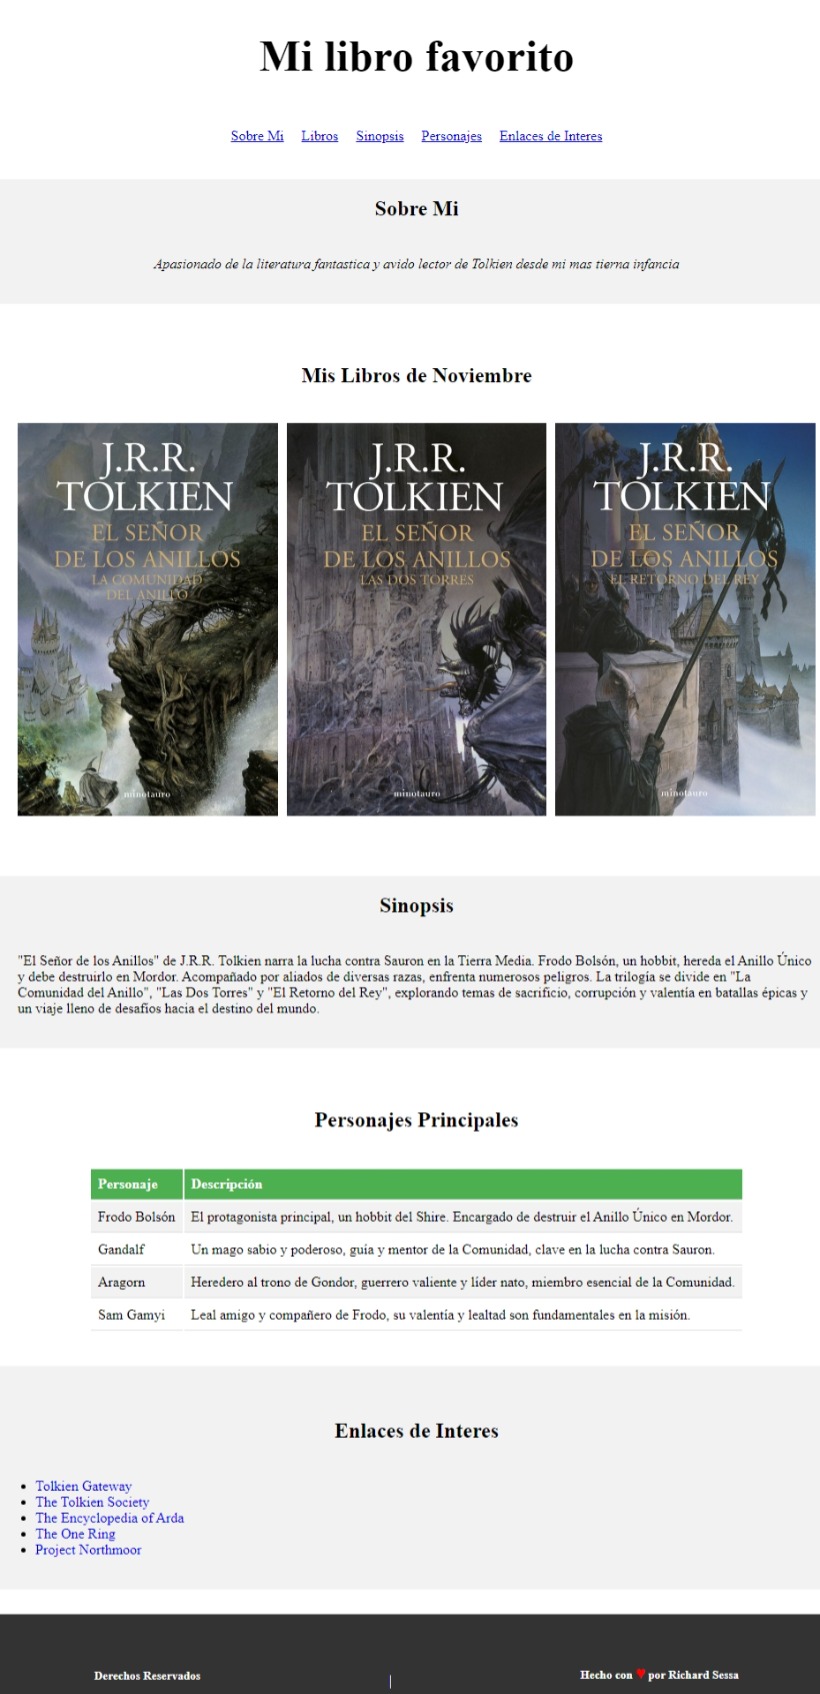 Mi libro favorito
Sobre Mi Libros Sinopsis Personajes Enlaces de Interes
Sobre Mi
Apasionado de la literatura fantastica y avido lector de Tolkien desde mi mas tierna infancia
Mis Libros de Noviembre
J.R.R.
TOLKIEN
EL SEÑOR
DE LOS ANILLOS
LA COMUNIDAD
DEL ANILLO
minotauro
J.R.R.
TOLKIEN
EL SEÑOR
DE LOS ANILLOS
LAS DOS TORRES
minotauro
J.R.R.
TOLKIEN
EL SEÑOR
DE LOS ANILLOS
EL RETORNO DEL REY
minotauro
Sinopsis
"El Señor de los Anillos" de J.R.R. Tolkien narra la lucha contra Sauron en la Tierra Media. Frodo Bolsón, un hobbit, hereda el Anillo Único
y debe destruirlo en Mordor. Acompañado por aliados de diversas razas, enfrenta numerosos peligros. La trilogía se divide en "La
Comunidad del Anillo", "Las Dos Torres" y "El Retorno del Rey", explorando temas de sacrificio, corrupción y valentía en batallas épicas y
un viaje lleno de desafíos hacia el destino del mundo.
Personajes Principales
Personaje Descripción
Frodo Bolsón El protagonista principal, un hobbit del Shire. Encargado de destruir el Anillo Único en Mordor.
Gandalf Un mago sabio y poderoso, guía y mentor de la Comunidad, clave en la lucha contra Sauron.
Aragorn Heredero al trono de Gondor, guerrero valiente y líder nato, miembro esencial de la Comunidad.
Sam Gamyi Leal amigo y compañero de Frodo, su valentía y lealtad son fundamentales en la misión.
Enlaces de Interes
Tolkien Gateway
The Tolkien Society
The Encyclopedia of Arda
The One Ring
Project Northmoor
Derechos Reservados | Hecho con ♥ por Richard Sessa